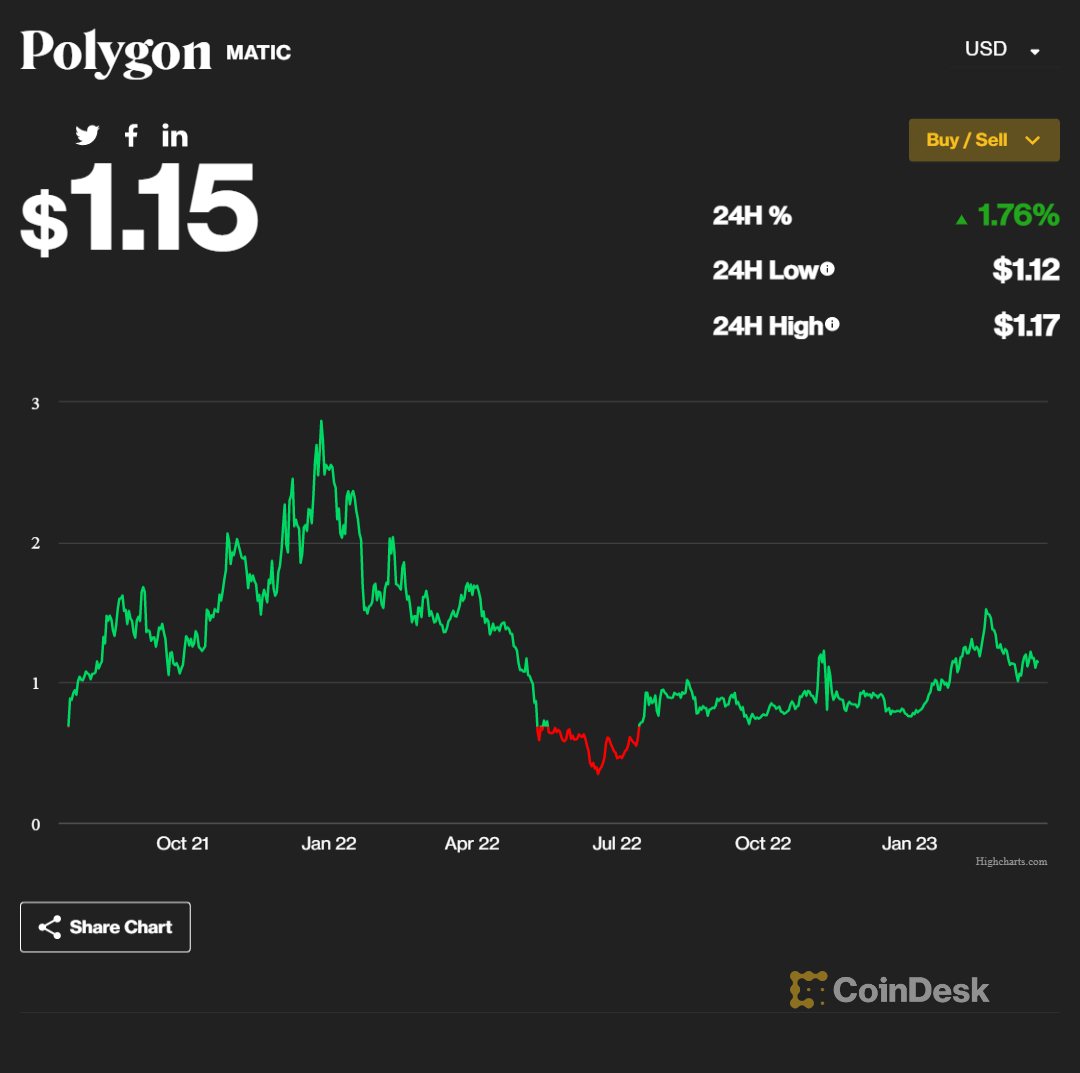 Polygon MATIC
USD
Buy / Sell
$1.15
24H % ▲ 1.76%
24H Low $1.12
24H High $1.17
3
2
1
0
Oct 21 Jan 22 Apr 22 Jul 22 Oct 22 Jan 23
Highcharts.com
Share Chart
CoinDesk